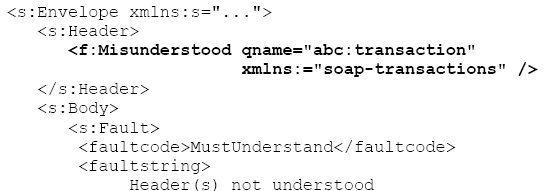 <s:Envelope xmlns:s="...">
<s:Header>
<f:Misunderstood qname="abc:transaction"
xmlns:="soap-transactions" />
</s:Header>
<s:Body>
<s:Fault>
<faultcode>MustUnderstand</faultcode>
<faultstring>
Header(s) not understood